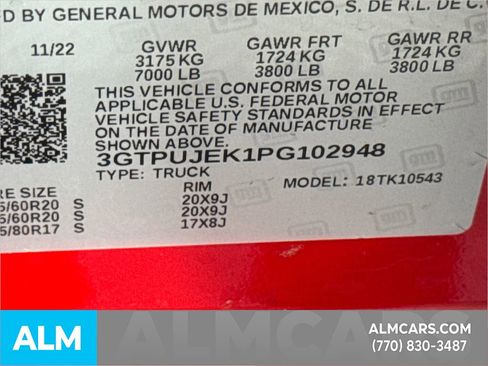 D BY GENERAL MOTORS DE MEXICO, S. DE R.L. DE C.
11/22 GVWR GAWR FRT GAWR RR
3175 KG 1724 KG 1724 KG
7000 LB 3800 LB 3800 LB
THIS VEHICLE CONFORMS TO ALL
APPLICABLE U.S. FEDERAL MOTOR
VEHICLE SAFETY STANDARDS IN EFFECT
ON THE DATE OF MANUFACTURE
SHOWN ABOVE.
3GTPUJEK1PG102948
TYPE: TRUCK MODEL: 18TK10543
RE SIZE RIM
5/60R20 S 20X9J
5/60R20 S 20X9J
5/80R17 S 17X8J
ALMCARS
ALM
ALMCARS.COM
(770) 830-3487